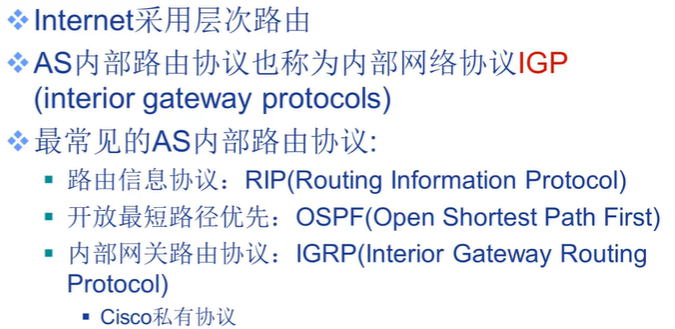 Internet采用层次路由
AS内部路由协议也称为内部网络协议IGP
(interior gateway protocols)
最常见的AS内部路由协议:
路由信息协议：RIP(Routing Information Protocol)
开放最短路径优先：OSPF(Open Shortest Path First)
内部网关路由协议：IGRP(Interior Gateway Routing
Protocol)
Cisco私有协议